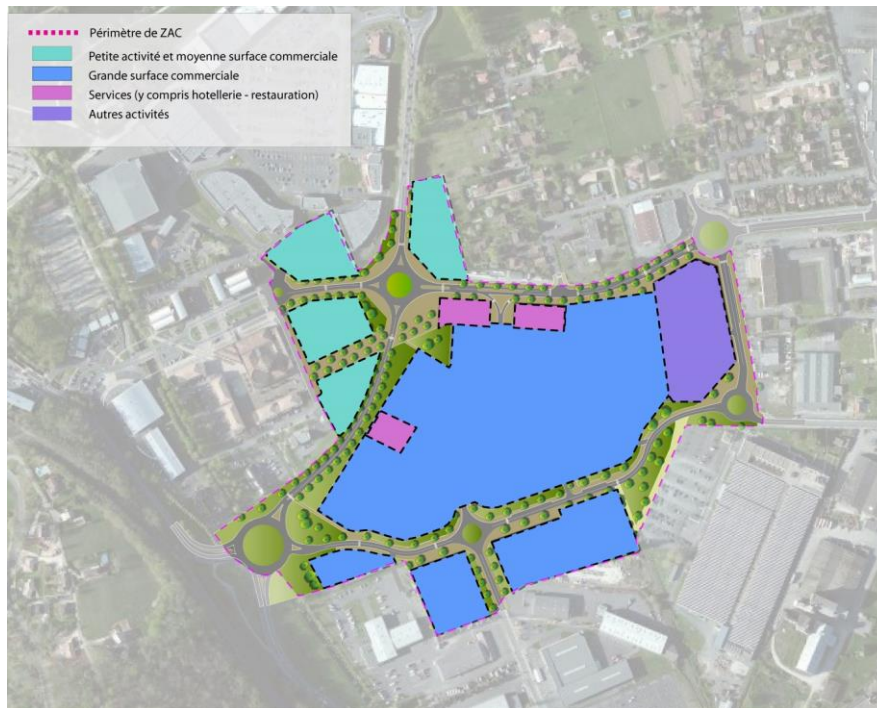 Périmètre de ZAC
Petite activité et moyenne surface commerciale
Grande surface commerciale
Services (y compris hotellerie - restauration)
Autres activités